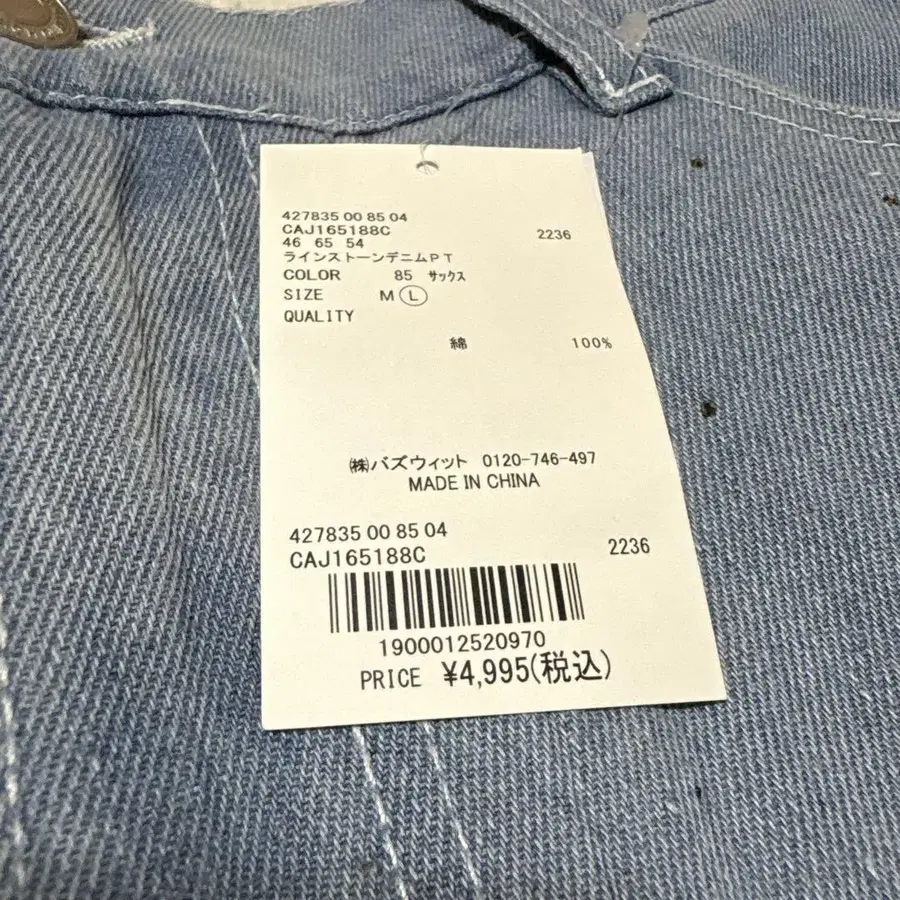 427835 00 85 04
CAJ165188C 2236
46 65 54
ラインストーンデニムPT
COLOR 85 サックス
SIZE M L
QUALITY
綿 100%
㈱バズウィット 0120-746-497
MADE IN CHINA
427835 00 85 04
CAJ165188C 2236
1900012520970
PRICE ¥4,995(税込)